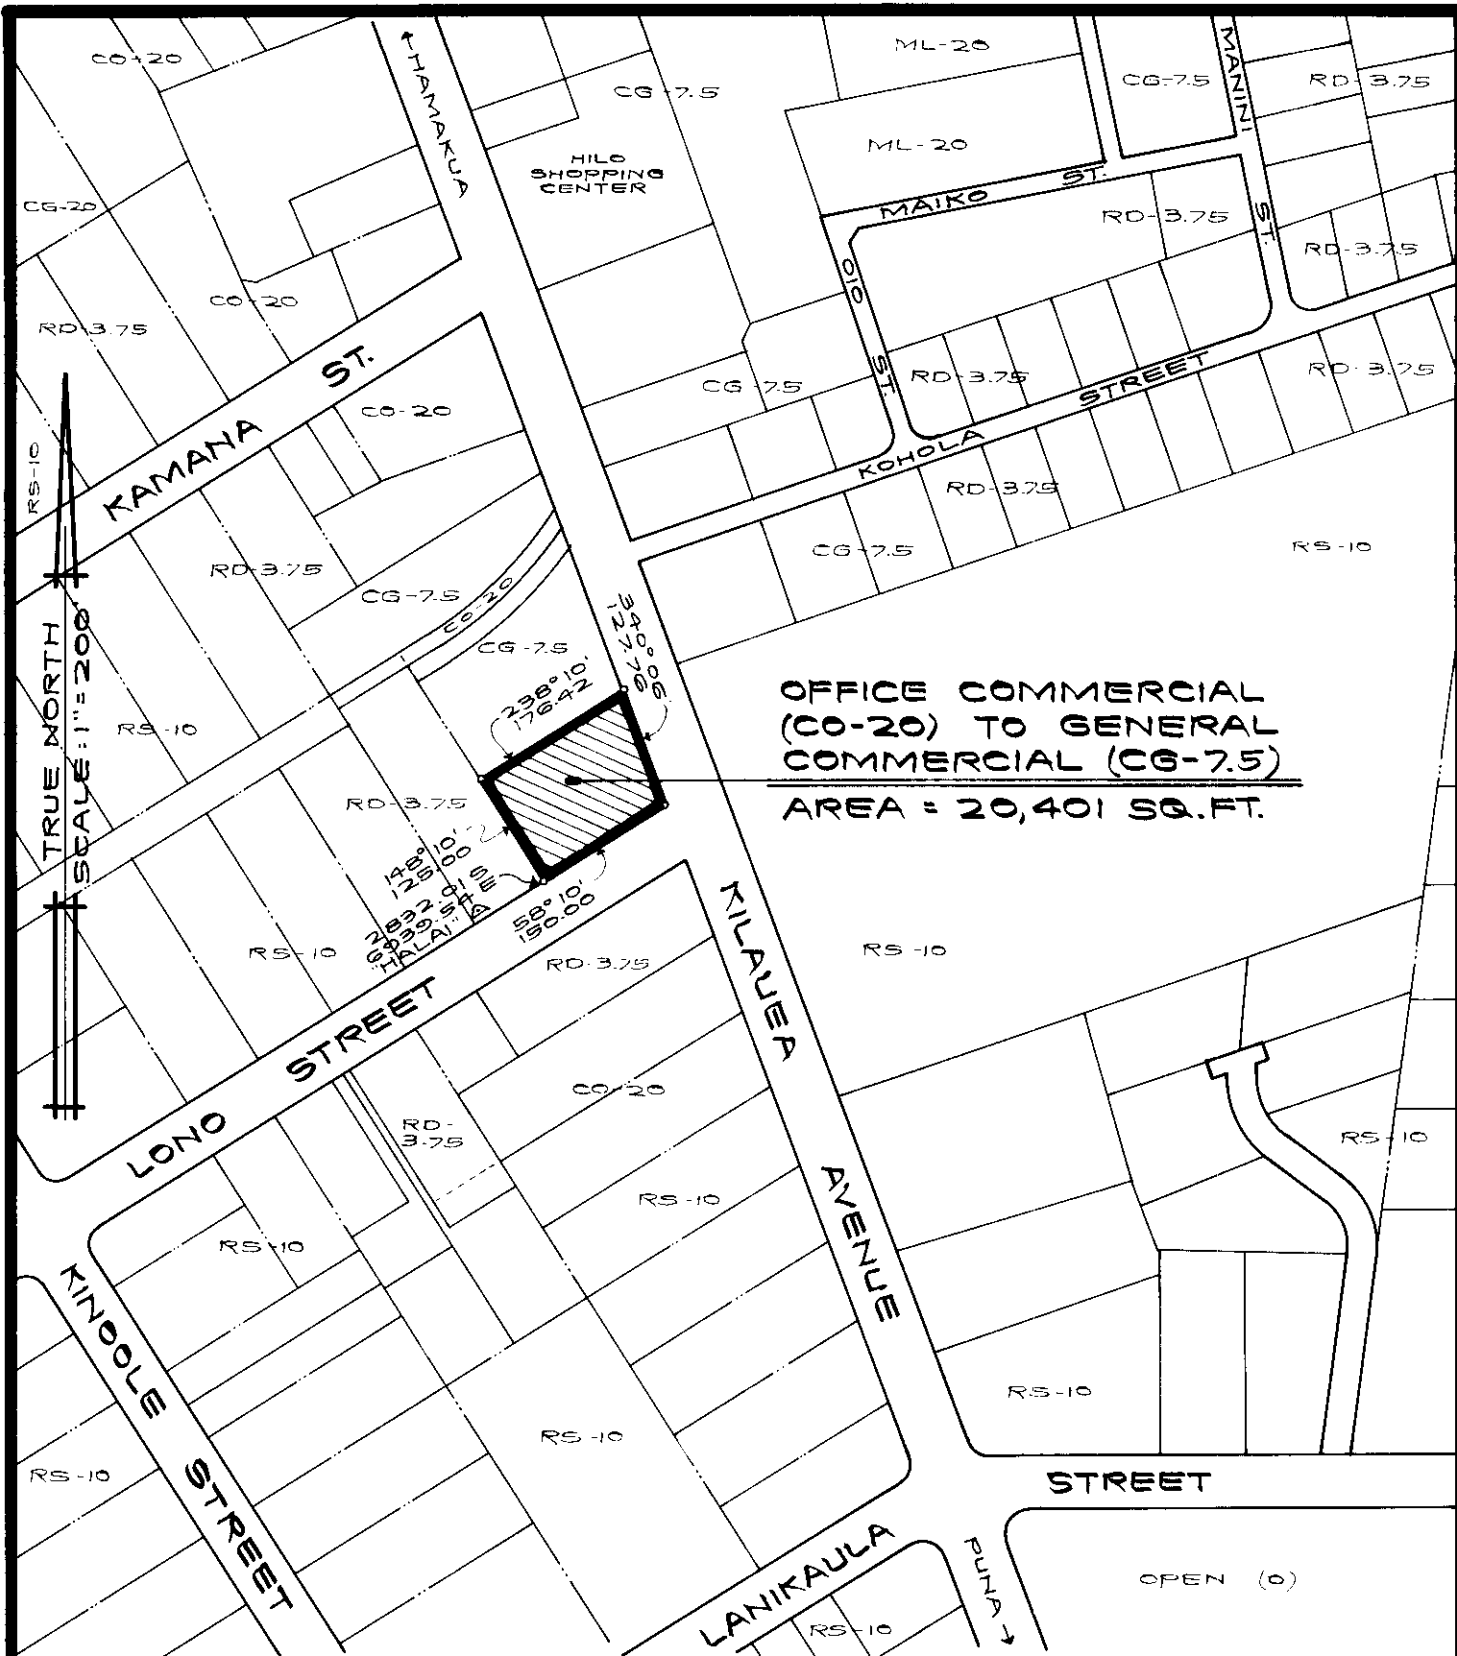 CO-20
↑ HAMAKUA
CG-7.5
ML-20
CG-7.5
MANINI ST.
RD-3.75
HILO
SHOPPING
CENTER
ML-20
MAIKO ST.
RD-3.75
CG-20
RD-3.75
OIO ST.
CO-20
RD-3.75
KAMANA ST.
CO-20
CG-7.5
RD-3.75
KOHOLA STREET
RD-3.75
RS-10
RD-3.75
RD-3.75
CG-7.5
CO-20
CG-7.5
CG-7.5
RS-10
340° 06'
127.76
238° 10'
176.42
TRUE NORTH
SCALE : 1" = 200'
RS-10
OFFICE COMMERCIAL
(CO-20) TO GENERAL
COMMERCIAL (CG-7.5)
AREA = 20,401 SQ.FT.
RD-3.75
148° 10'
125.00
2892.01 S
6939.54 E
"HALAI"
58° 10'
150.00
KILAUEA AVENUE
RS-10
RD-3.75
RS-10
LONO STREET
CO-20
RD-
3.75
RS-10
RS-10
RS-10
KINOOLE STREET
RS-10
RS-10
RS-10
STREET
LANIKAULA
PUNA →
OPEN (O)
RS-10